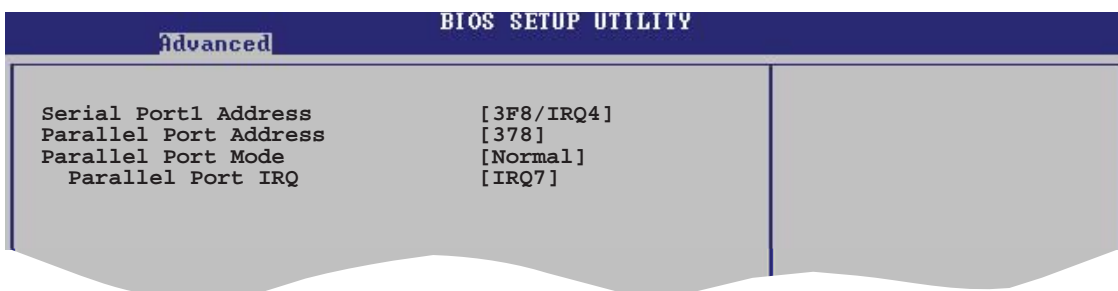 BIOS SETUP UTILITY
Advanced
Serial Port1 Address [3F8/IRQ4]
Parallel Port Address [378]
Parallel Port Mode [Normal]
Parallel Port IRQ [IRQ7]